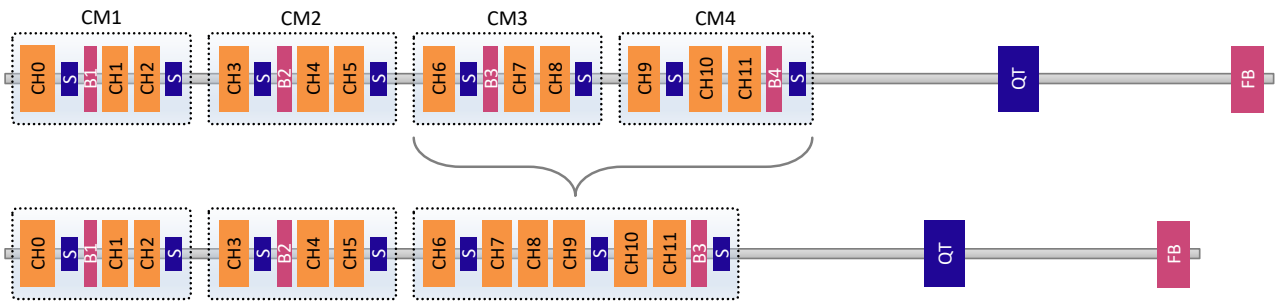 CM1 CM2 CM3 CM4
CH0 S B1 CH1 CH2 S CH3 S B2 CH4 CH5 S CH6 S B3 CH7 CH8 S CH9 S CH10 CH11 B4 S QT FB
CH0 S B1 CH1 CH2 S CH3 S B2 CH4 CH5 S CH6 S CH7 CH8 CH9 S CH10 CH11 B3 S QT FB